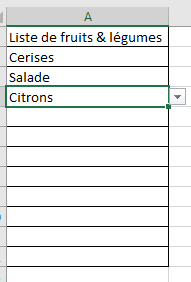 A
Liste de fruits & légumes
Cerises
Salade
Citrons